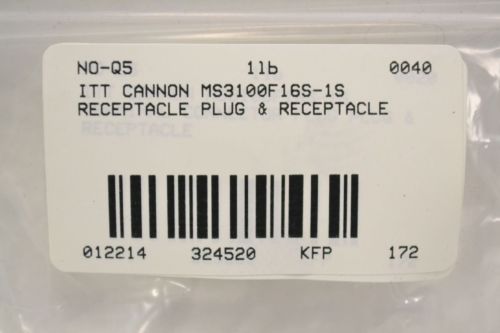 NO-Q5 1lb 0040
ITT CANNON MS3100F16S-1S
RECEPTACLE PLUG & RECEPTACLE
012214 324520 KFP 172